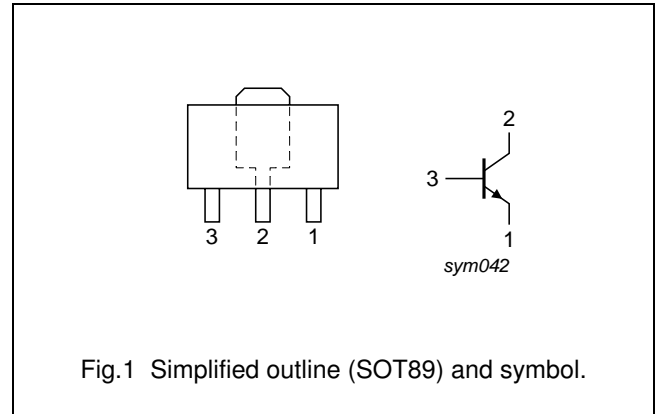 2
3
3 2 1
1
sym042
Fig.1 Simplified outline (SOT89) and symbol.